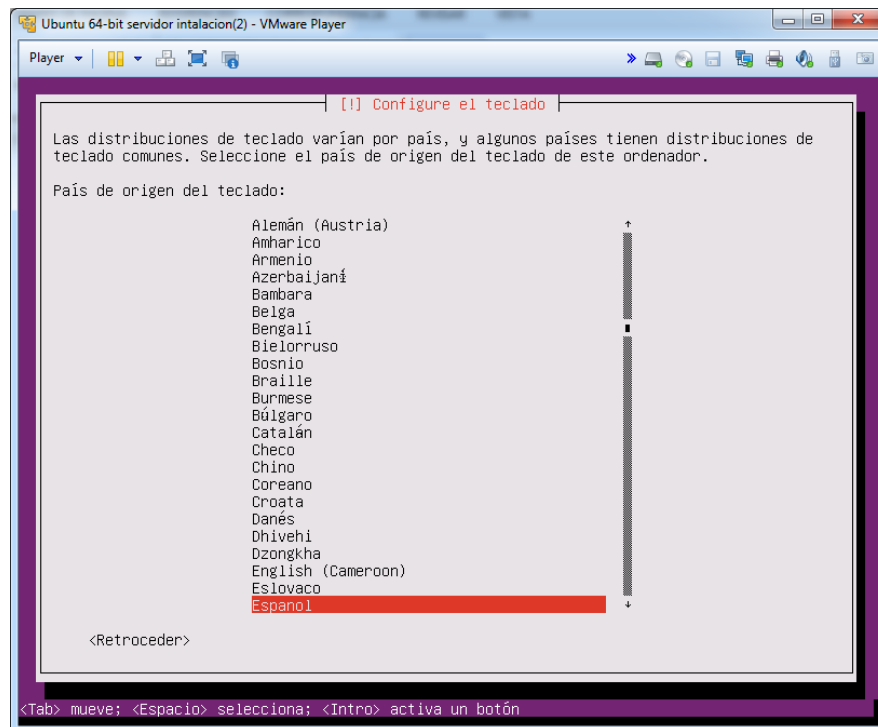 Ubuntu 64-bit servidor intalacion(2) - VMware Player
Player
[!] Configure el teclado
Las distribuciones de teclado varían por país, y algunos países tienen distribuciones de
teclado comunes. Seleccione el país de origen del teclado de este ordenador.
País de origen del teclado:
Alemán (Austria)
Amharico
Armenio
Bambara
Belga
Bengalí
Bielorruso
Bosnio
Braille
Burmese
Búlgaro
Catalán
Checo
Chino
Coreano
Croata
Danés
Dhivehi
Dzongkha
English (Cameroon)
Eslovaco
Espanol
<Retroceder>
<Tab> mueve; <Espacio> selecciona; <Intro> activa un botón